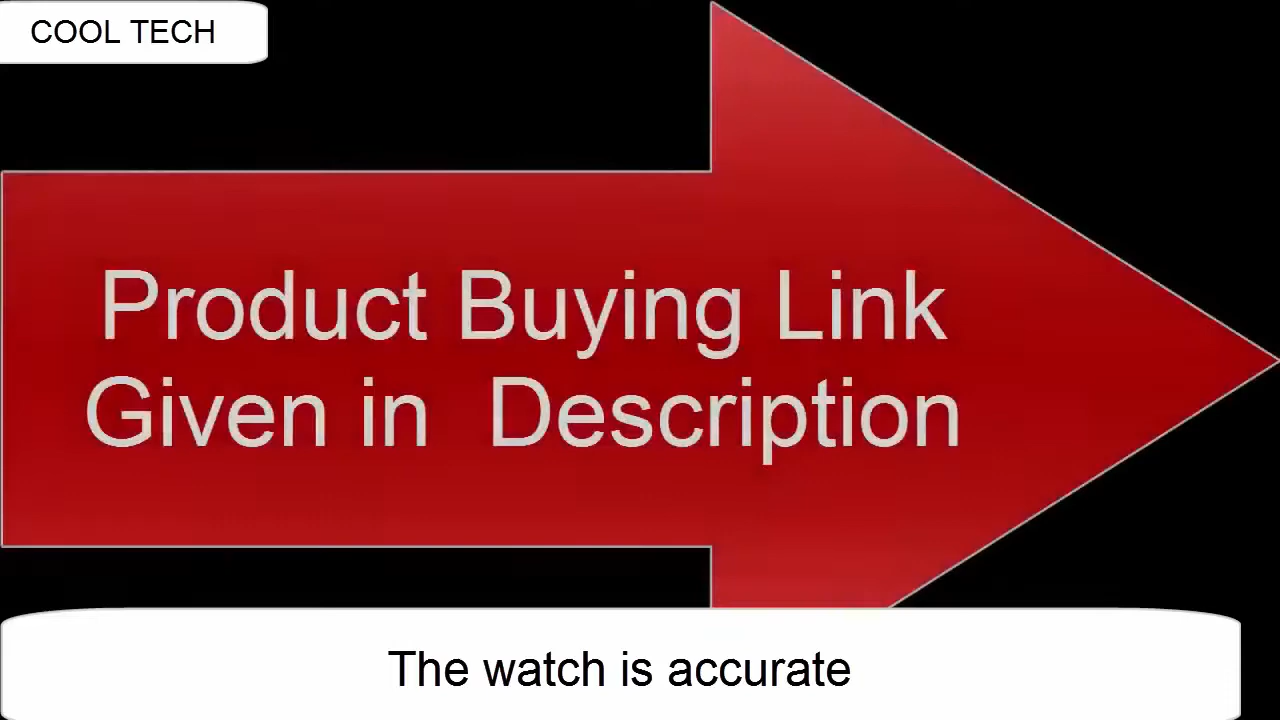 COOL TECH
Product Buying Link
Given in Description
The watch is accurate